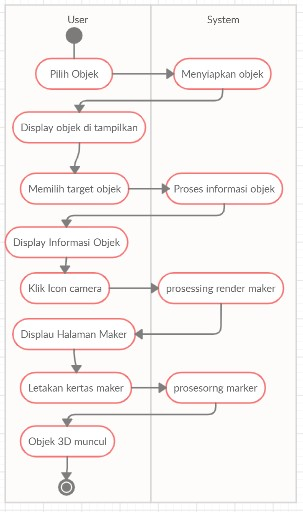 User
System
Pilih Objek
Menyiapkan objek
Display objek di tampilkan
Memilih target objek
Proses informasi objek
Display Informasi Objek
Klik Icon camera
prosessing render maker
Displau Halaman Maker
Letakan kertas maker
prosesorng marker
Objek 3D muncul